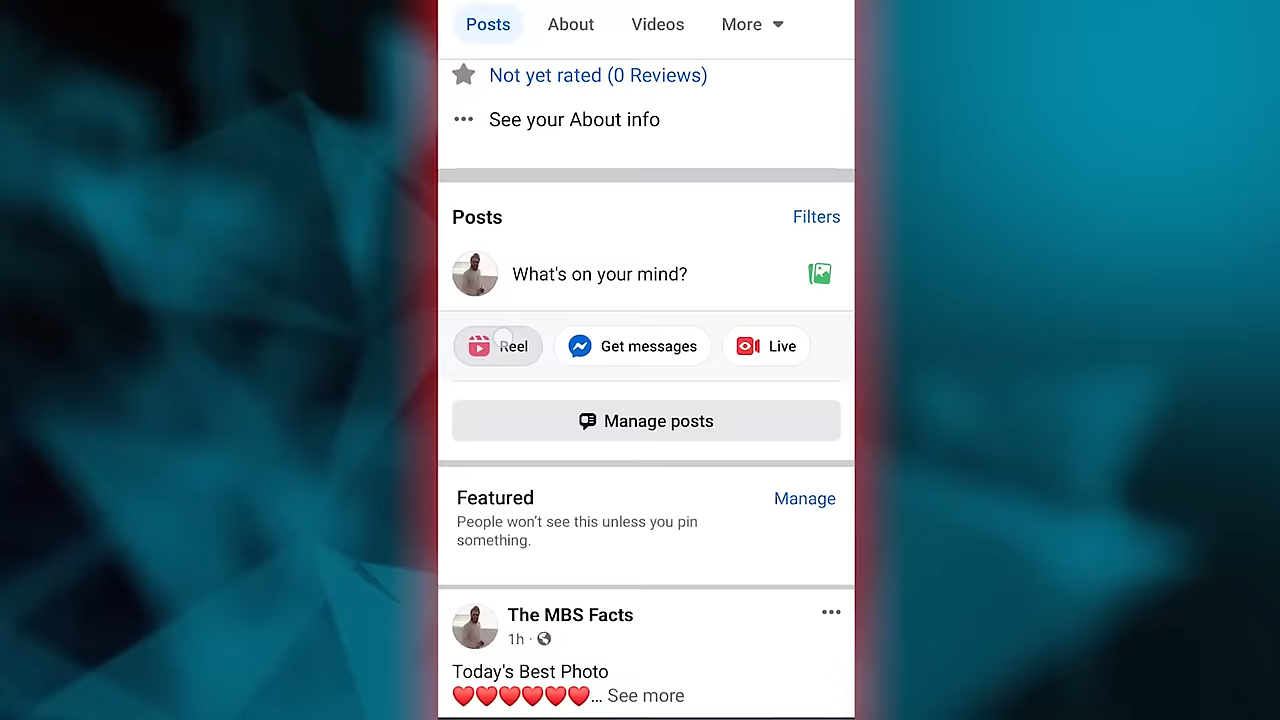 Posts About Videos More
Not yet rated (0 Reviews)
See your About info
Posts Filters
What's on your mind?
Reel Get messages Live
Manage posts
Featured Manage
People won't see this unless you pin
something.
The MBS Facts
1h ·
Today's Best Photo
❤️❤️❤️❤️❤️❤️... See more